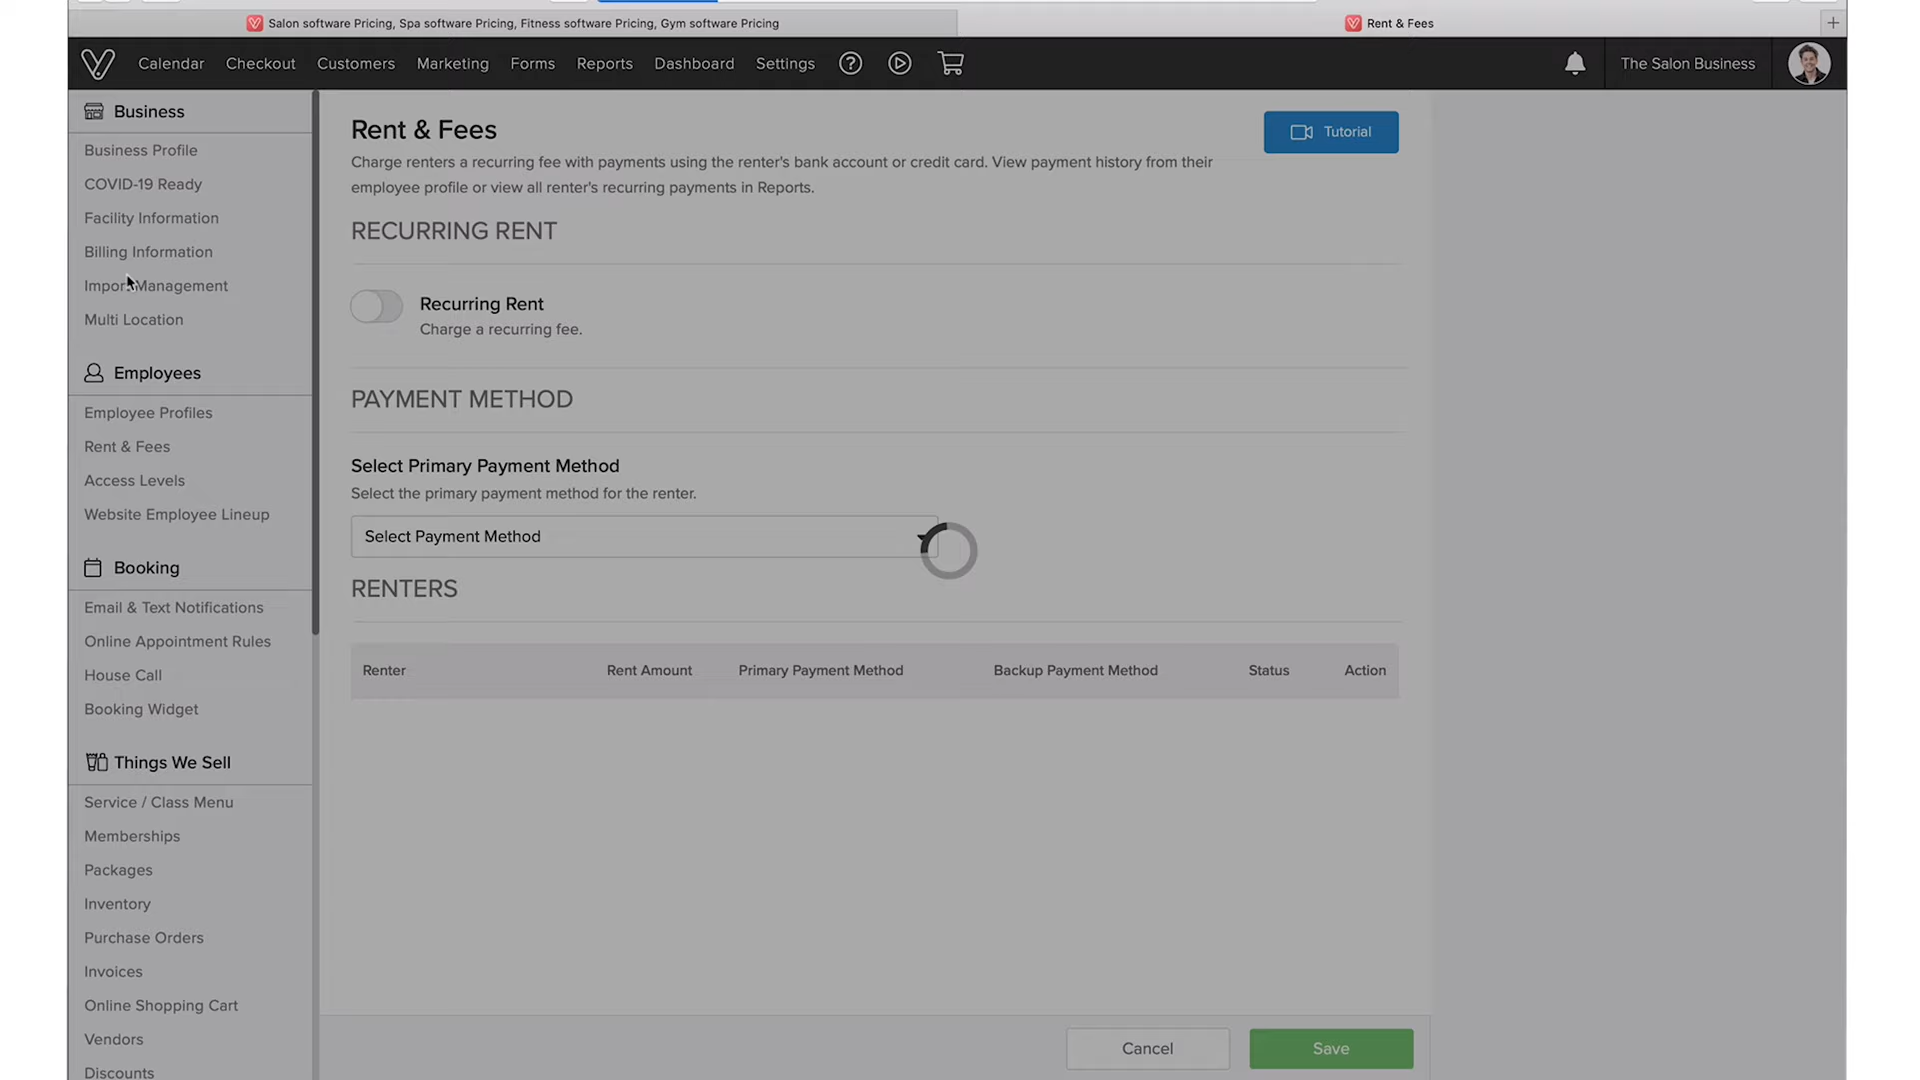 Salon software Pricing, Spa software Pricing, Fitness software Pricing, Gym software Pricing
Rent & Fees
Calendar
Checkout
Customers
Marketing
Forms
Reports
Dashboard
Settings
The Salon Business
Business
Business Profile
COVID-19 Ready
Facility Information
Billing Information
Import Management
Multi Location
Employees
Employee Profiles
Rent & Fees
Access Levels
Website Employee Lineup
Booking
Email & Text Notifications
Online Appointment Rules
House Call
Booking Widget
Things We Sell
Service / Class Menu
Memberships
Packages
Inventory
Purchase Orders
Invoices
Online Shopping Cart
Vendors
Discounts
Rent & Fees
Tutorial
Charge renters a recurring fee with payments using the renter's bank account or credit card. View payment history from their
employee profile or view all renter's recurring payments in Reports.
RECURRING RENT
Recurring Rent
Charge a recurring fee.
PAYMENT METHOD
Select Primary Payment Method
Select the primary payment method for the renter.
Select Payment Method
RENTERS
Renter
Rent Amount
Primary Payment Method
Backup Payment Method
Status
Action
Cancel
Save